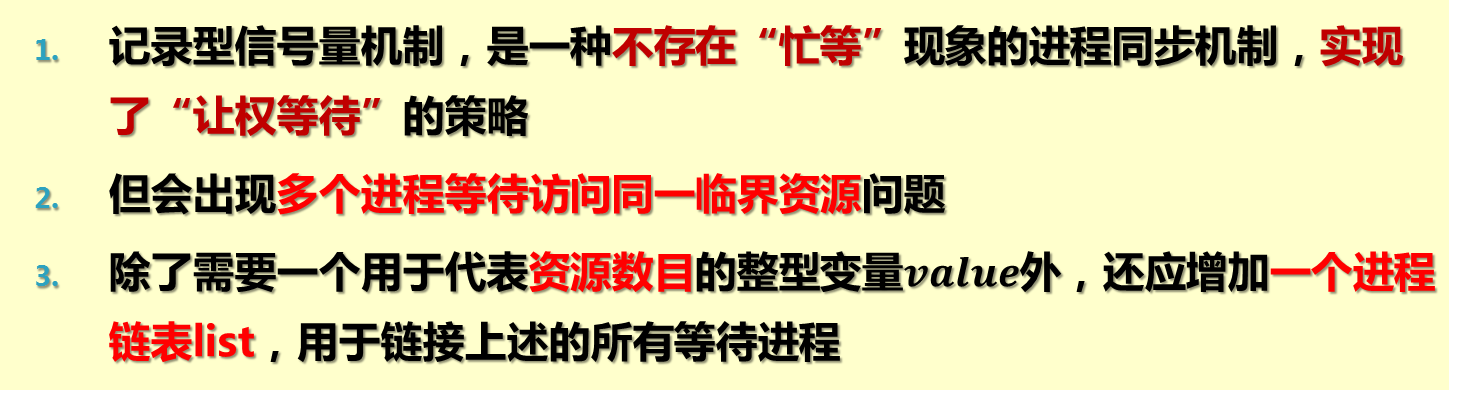 1. 记录型信号量机制，是一种不存在“忙等”现象的进程同步机制，实现
了“让权等待”的策略
2. 但会出现多个进程等待访问同一临界资源问题
3. 除了需要一个用于代表资源数目的整型变量value外，还应增加一个进程
链表list，用于链接上述的所有等待进程